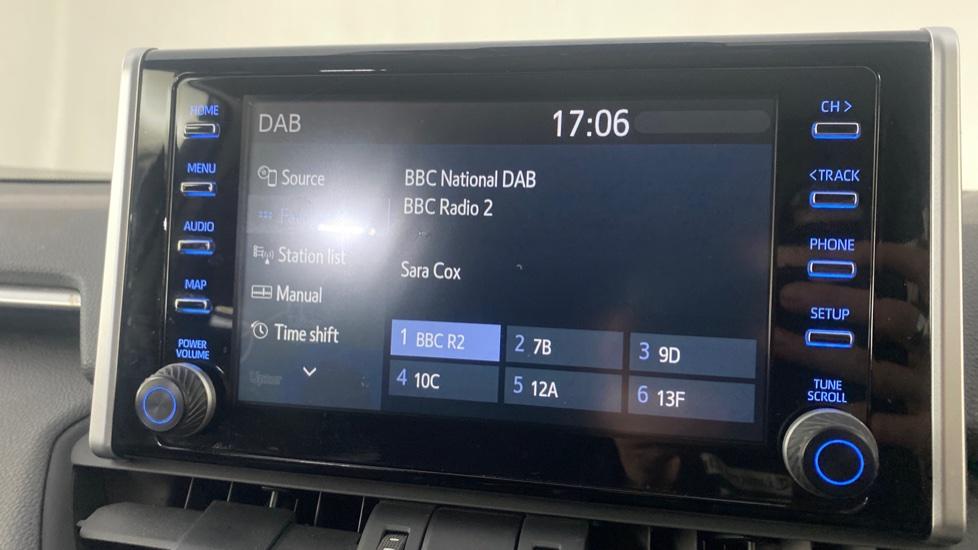 HOME
MENU
AUDIO
MAP
POWER
VOLUME
DAB
17:06
Source
Station list
Manual
Time shift
BBC National DAB
BBC Radio 2
Sara Cox
1 BBC R2
2 7B
3 9D
4 10C
5 12A
6 13F
CH >
<TRACK
PHONE
SETUP
TUNE
SCROLL